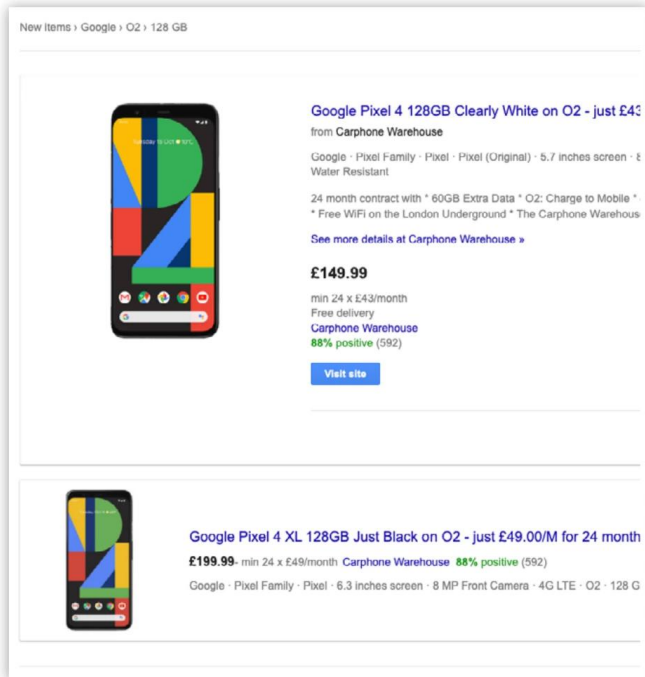 New items › Google › O2 › 128 GB
Google Pixel 4 128GB Clearly White on O2 - just £43
from Carphone Warehouse
Google · Pixel Family · Pixel · Pixel (Original) · 5.7 inches screen · 8
Water Resistant
24 month contract with * 60GB Extra Data * O2: Charge to Mobile *
* Free WiFi on the London Underground * The Carphone Warehouse
See more details at Carphone Warehouse »
£149.99
min 24 x £43/month
Free delivery
Carphone Warehouse
88% positive (592)
Visit site
Google Pixel 4 XL 128GB Just Black on O2 - just £49.00/M for 24 month
£199.99- min 24 x £49/month Carphone Warehouse 88% positive (592)
Google · Pixel Family · Pixel · 6.3 inches screen · 8 MP Front Camera · 4G LTE · O2 · 128 G